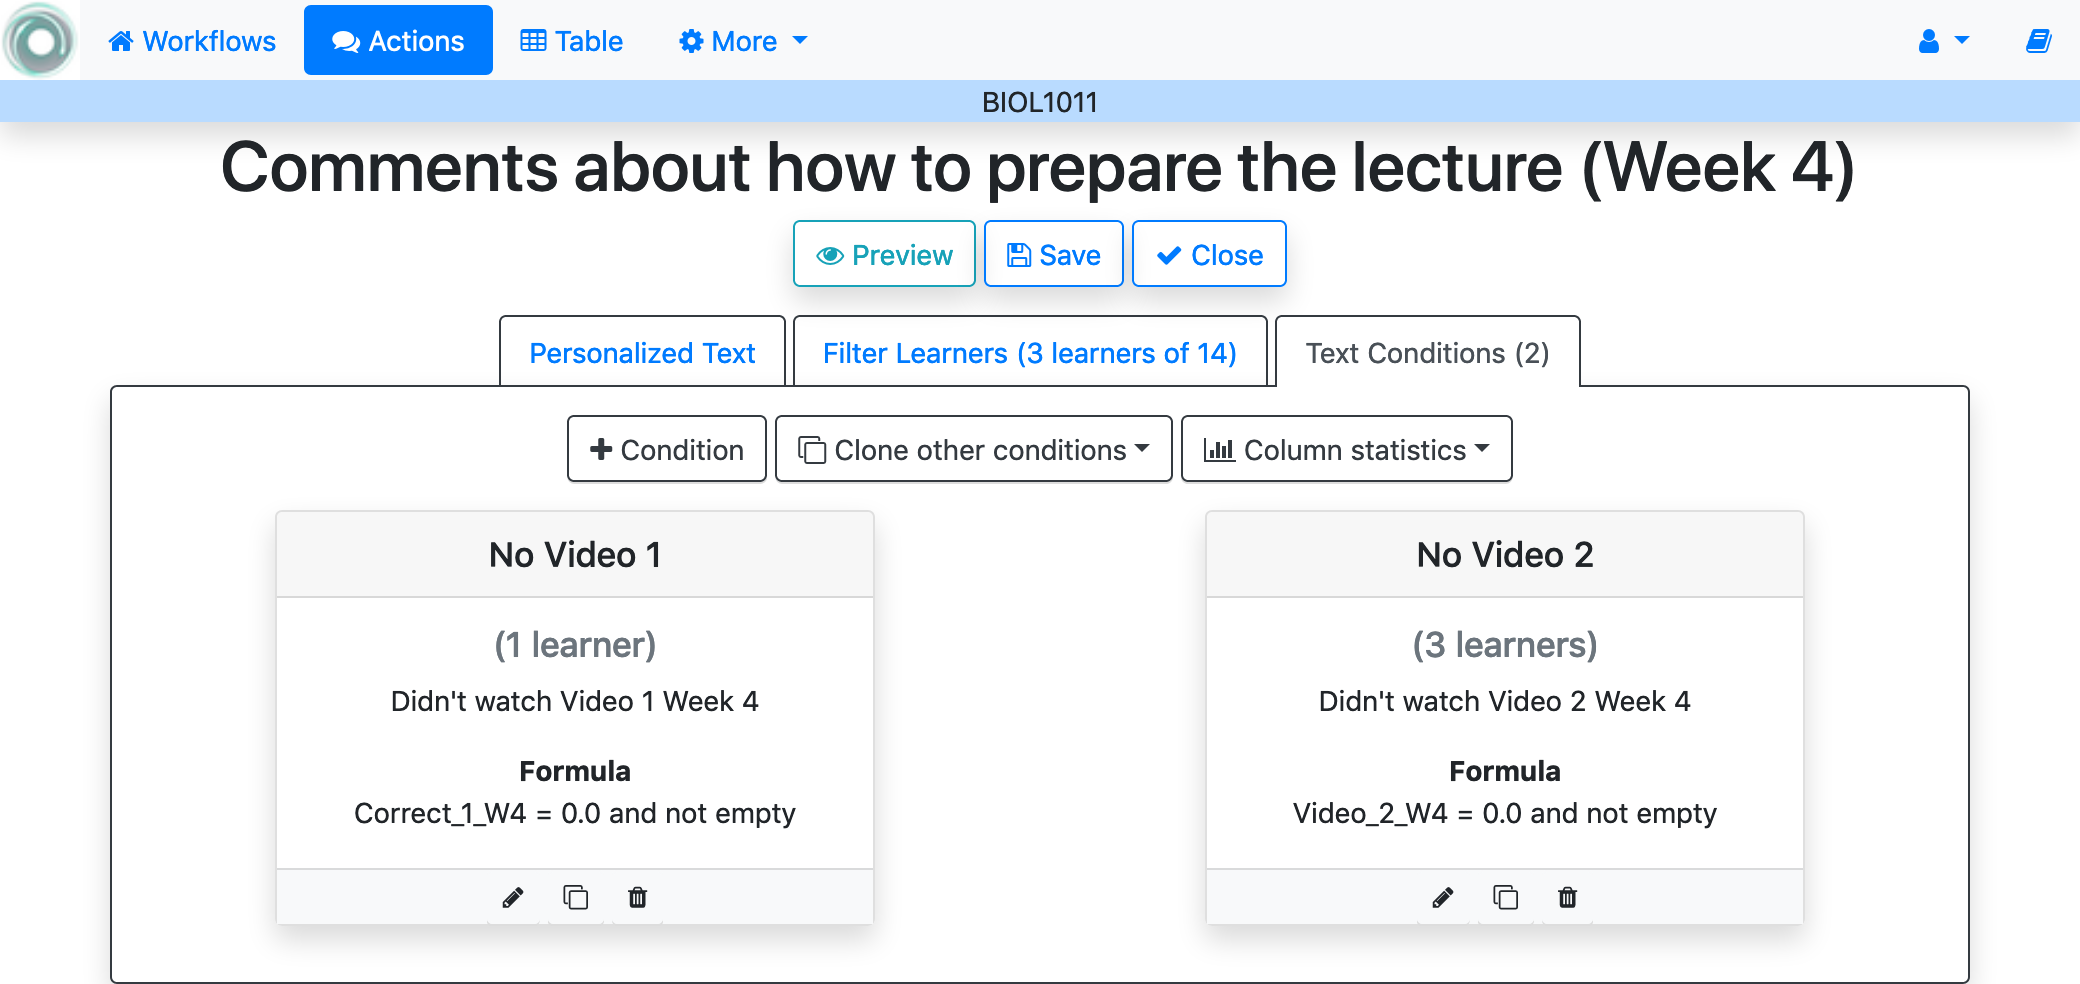 Workflows Actions Table More
BIOL1011
Comments about how to prepare the lecture (Week 4)
Preview Save Close
Personalized Text Filter Learners (3 learners of 14) Text Conditions (2)
Condition Clone other conditions Column statistics
No Video 1
(1 learner)
Didn't watch Video 1 Week 4
Formula
Correct_1_W4 = 0.0 and not empty
No Video 2
(3 learners)
Didn't watch Video 2 Week 4
Formula
Video_2_W4 = 0.0 and not empty